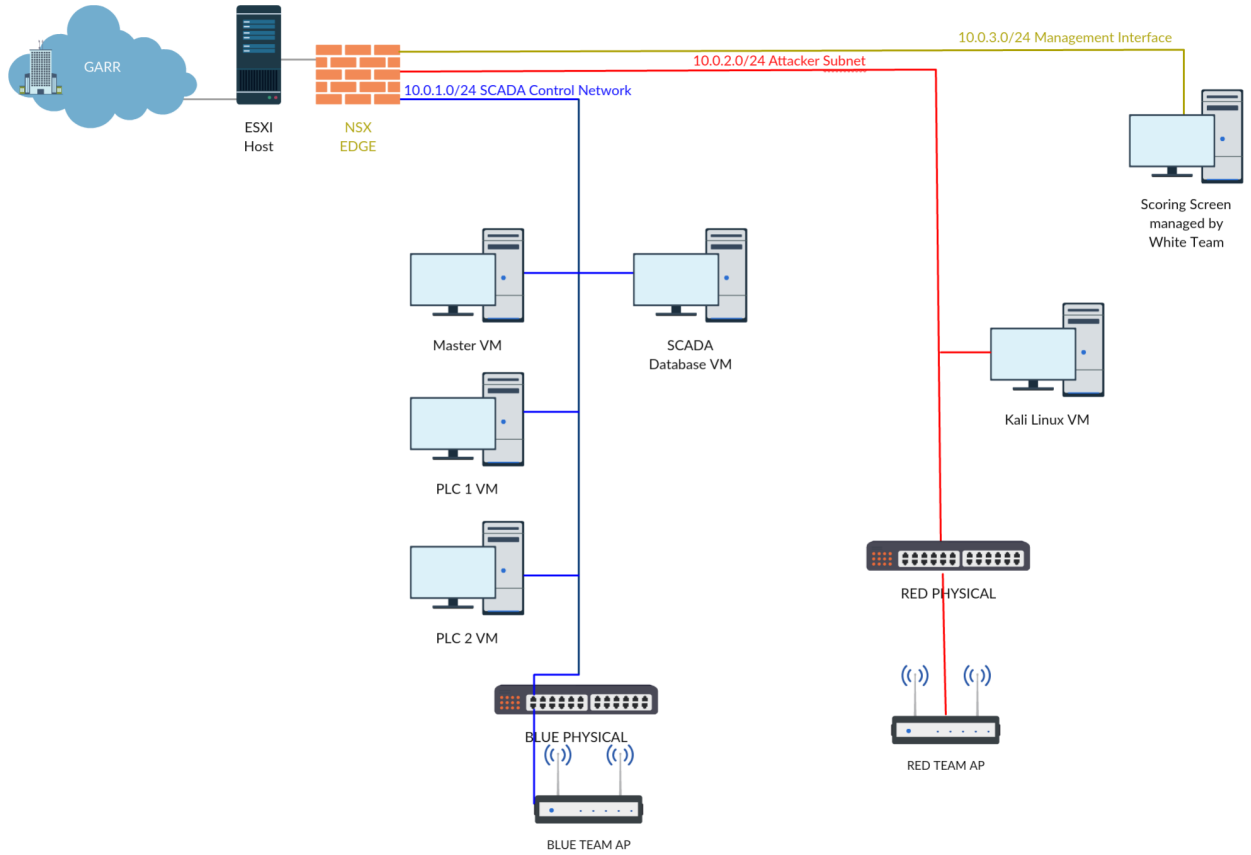 GARR
ESXI
Host
NSX
EDGE
10.0.3.0/24 Management Interface
10.0.2.0/24 Attacker Subnet
10.0.1.0/24 SCADA Control Network
Scoring Screen
managed by
White Team
Master VM
SCADA
Database VM
Kali Linux VM
PLC 1 VM
PLC 2 VM
RED PHYSICAL
BLUE PHYSICAL
RED TEAM AP
BLUE TEAM AP